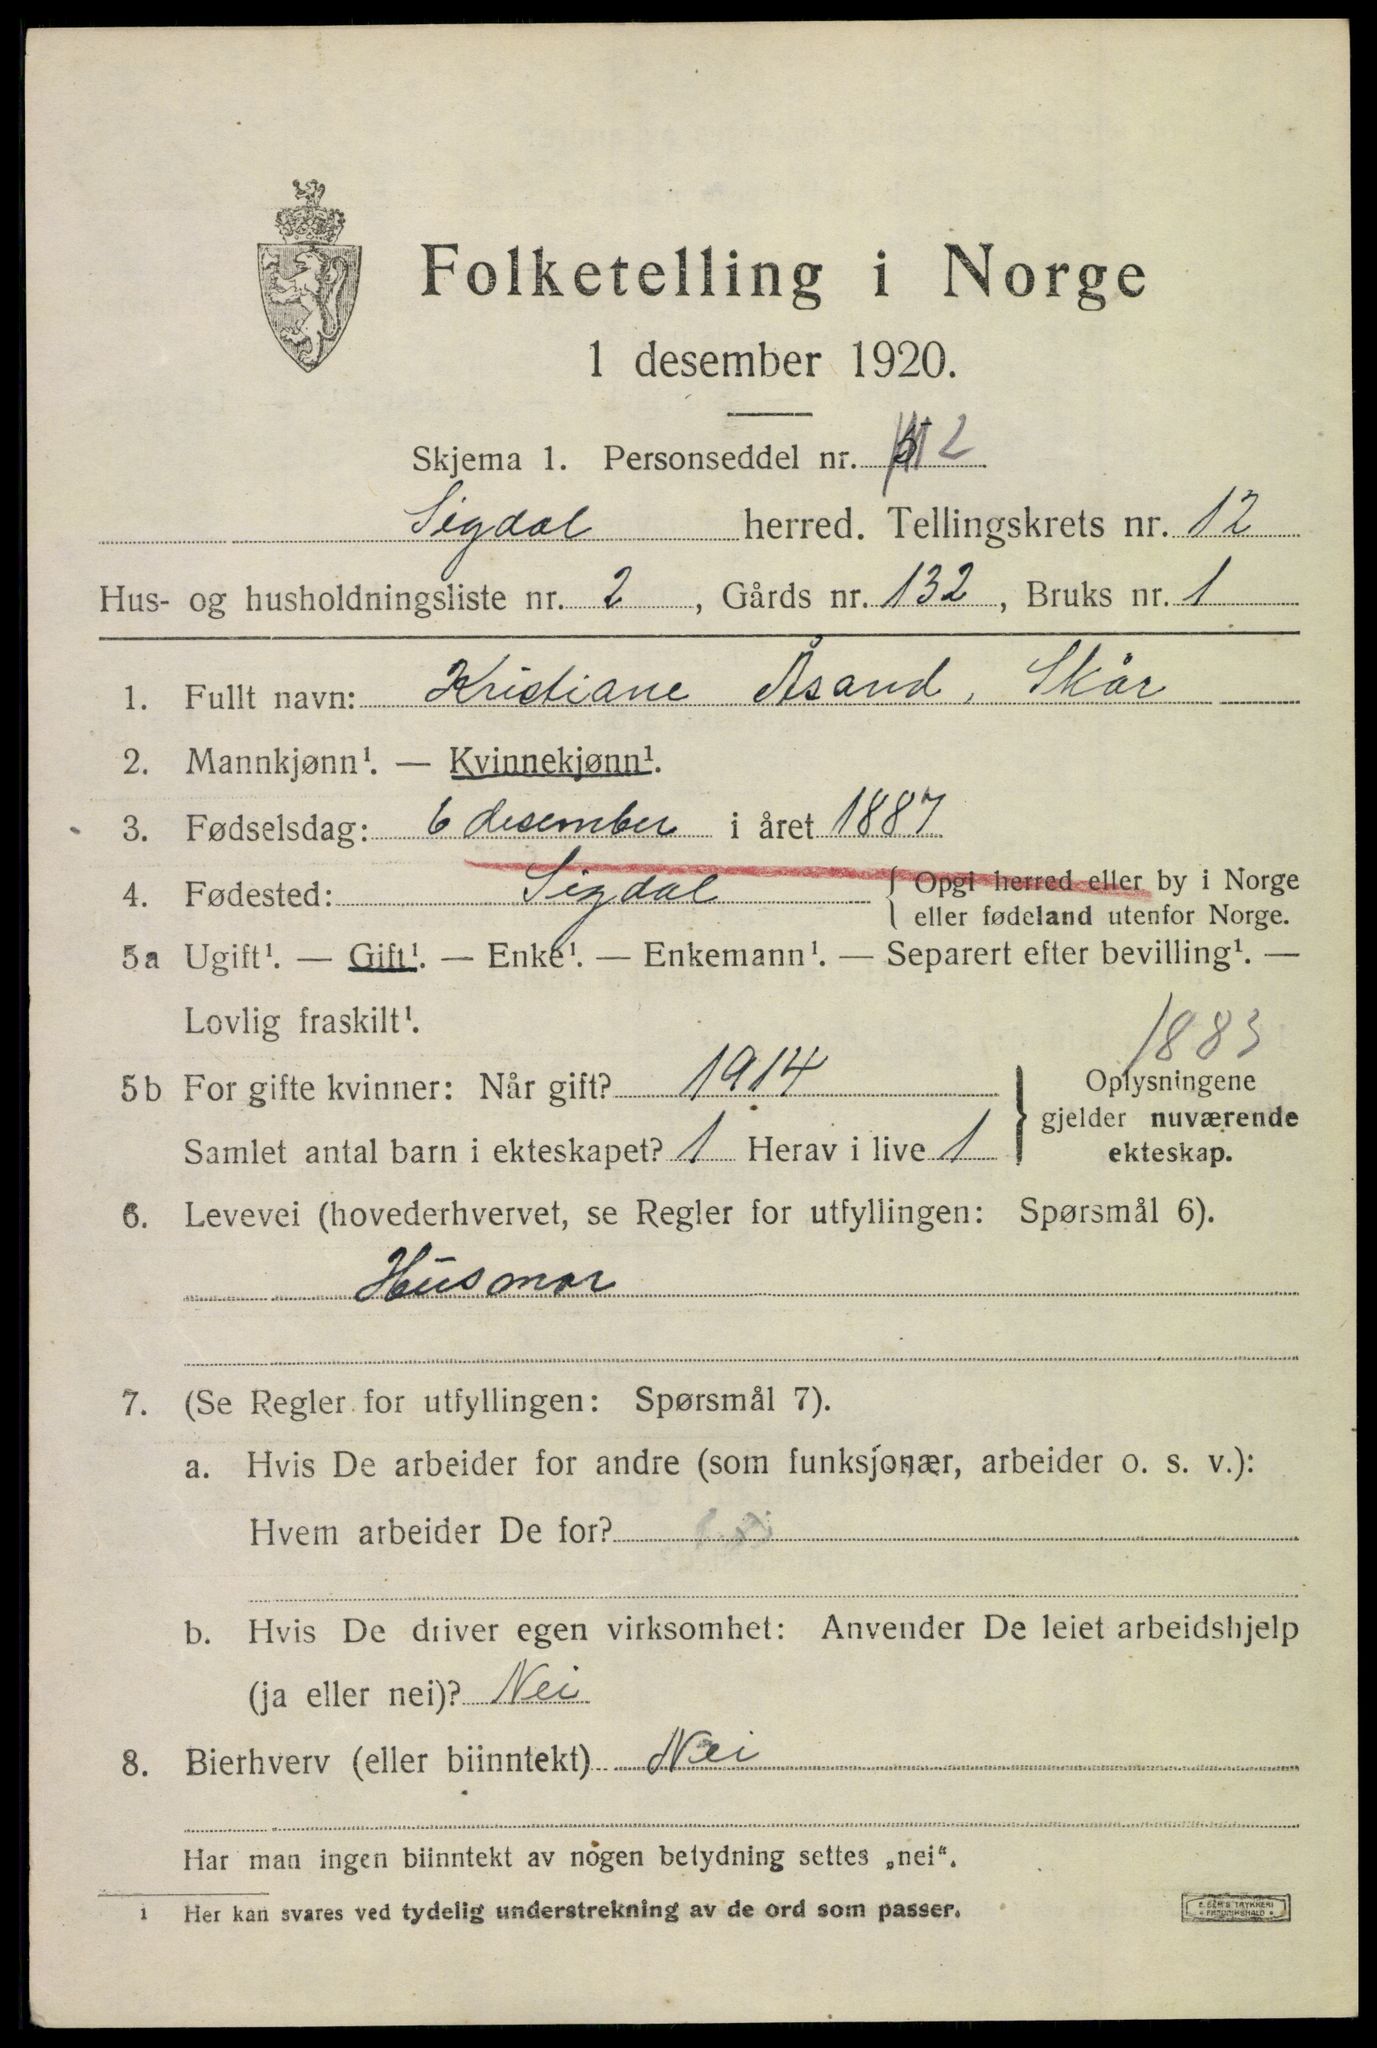 Folketelling i Norge
1 desember 1920.
Skjema 1. Personseddel nr. 2
Sigdal herred. Tellingskrets nr. 12
Hus- og husholdningsliste nr. 2, Gårds nr. 132, Bruks nr. 1
1. Fullt navn: Kristiane Åsand, Skår
2. Mannkjønn¹. — Kvinnekjønn¹.
3. Fødselsdag: 6 desember i året 1887
4. Fødested: Sigdal { Opgi herred eller by i Norge
eller fødeland utenfor Norge.
5a Ugift¹. — Gift¹. — Enke¹. — Enkemann¹. — Separert efter bevilling¹. —
Lovlig fraskilt¹.
1883
5b For gifte kvinner: Når gift? 1914
Samlet antal barn i ekteskapet? 1 Herav i live 1
} Oplysningene
gjelder nuværende
ekteskap.
6. Levevei (hovederhvervet, se Regler for utfyllingen: Spørsmål 6).
Husmor
7. (Se Regler for utfyllingen: Spørsmål 7).
a. Hvis De arbeider for andre (som funksjonær, arbeider o. s. v.):
Hvem arbeider De for?
b. Hvis De driver egen virksomhet: Anvender De leiet arbeidshjelp
(ja eller nei)? Nei
8. Bierhverv (eller biinntekt) Nei
Har man ingen biinntekt av nogen betydning settes „nei".
1 Her kan svares ved tydelig understrekning av de ord som passer.